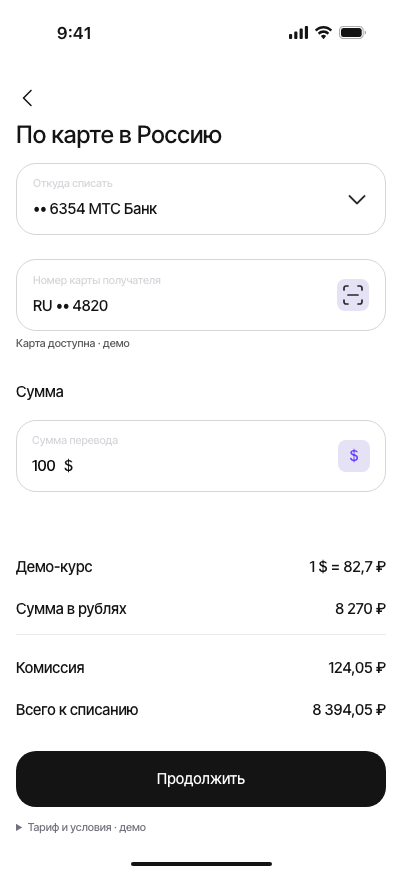 9:41
По карте в Россию
Откуда списать
•• 6354 МТС Банк
Номер карты получателя
RU •• 4820
Карта доступна · демо
Сумма
Сумма перевода
100 $
$
Демо-курс 1 $ = 82,7 ₽
Сумма в рублях 8 270 ₽
Комиссия 124,05 ₽
Всего к списанию 8 394,05 ₽
Продолжить
Тариф и условия · демо